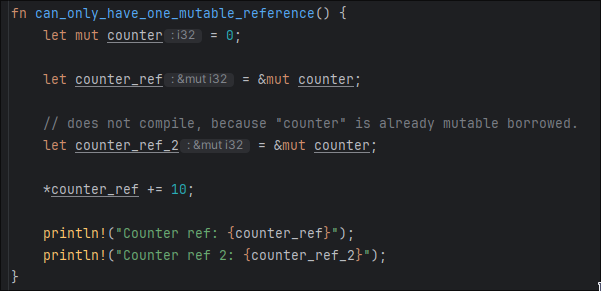 fn can_only_have_one_mutable_reference() {
let mut counter : i32 = 0;
let counter_ref : &mut i32 = &mut counter;
// does not compile, because "counter" is already mutable borrowed.
let counter_ref_2 : &mut i32 = &mut counter;
*counter_ref += 10;
println!("Counter ref: {counter_ref}");
println!("Counter ref 2: {counter_ref_2}");
}